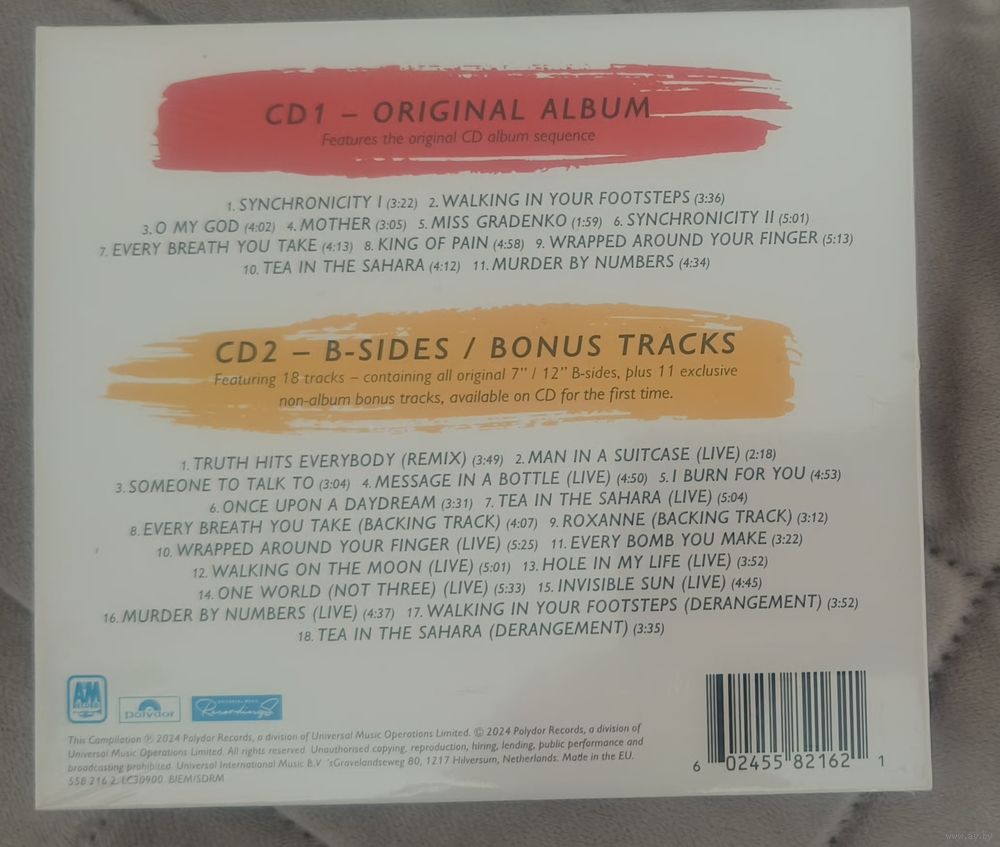 CD1 – ORIGINAL ALBUM
Features the original CD album sequence
1. SYNCHRONICITY I (3:22) 2. WALKING IN YOUR FOOTSTEPS (3:36)
3. O MY GOD (4:02) 4. MOTHER (3:05) 5. MISS GRADENKO (1:59) 6. SYNCHRONICITY II (5:01)
7. EVERY BREATH YOU TAKE (4:13) 8. KING OF PAIN (4:58) 9. WRAPPED AROUND YOUR FINGER (5:13)
10. TEA IN THE SAHARA (4:12) 11. MURDER BY NUMBERS (4:34)
CD2 – B-SIDES / BONUS TRACKS
Featuring 18 tracks – containing all original 7" / 12" B-sides, plus 11 exclusive
non-album bonus tracks, available on CD for the first time.
1. TRUTH HITS EVERYBODY (REMIX) (3:49) 2. MAN IN A SUITCASE (LIVE) (2:18)
3. SOMEONE TO TALK TO (3:04) 4. MESSAGE IN A BOTTLE (LIVE) (4:50) 5. I BURN FOR YOU (4:53)
6. ONCE UPON A DAYDREAM (3:31) 7. TEA IN THE SAHARA (LIVE) (5:04)
8. EVERY BREATH YOU TAKE (BACKING TRACK) (4:07) 9. ROXANNE (BACKING TRACK) (3:12)
10. WRAPPED AROUND YOUR FINGER (LIVE) (5:25) 11. EVERY BOMB YOU MAKE (3:22)
12. WALKING ON THE MOON (LIVE) (5:01) 13. HOLE IN MY LIFE (LIVE) (3:52)
14. ONE WORLD (NOT THREE) (LIVE) (5:33) 15. INVISIBLE SUN (LIVE) (4:45)
16. MURDER BY NUMBERS (LIVE) (4:37) 17. WALKING IN YOUR FOOTSTEPS (DERANGEMENT) (3:52)
18. TEA IN THE SAHARA (DERANGEMENT) (3:35)
A&M RECORDS
polydor
UNIVERSAL MUSIC
Recordings
This Compilation ℗ 2024 Polydor Records, a division of Universal Music Operations Limited. © 2024 Polydor Records, a division of
Universal Music Operations Limited. All rights reserved. Unauthorised copying, reproduction, hiring, lending, public performance and
broadcasting prohibited. Universal International Music B.V 'sGravelandseweg 80, 1217 Hilversum, Netherlands. Made in the EU.
558 216 2. LC30900. BIEM/SDRM
6 02455 82162 1
www.ay.by